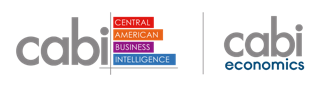 cabi
CENTRAL
AMERICAN
BUSINESS
INTELLIGENCE
cabi
economics